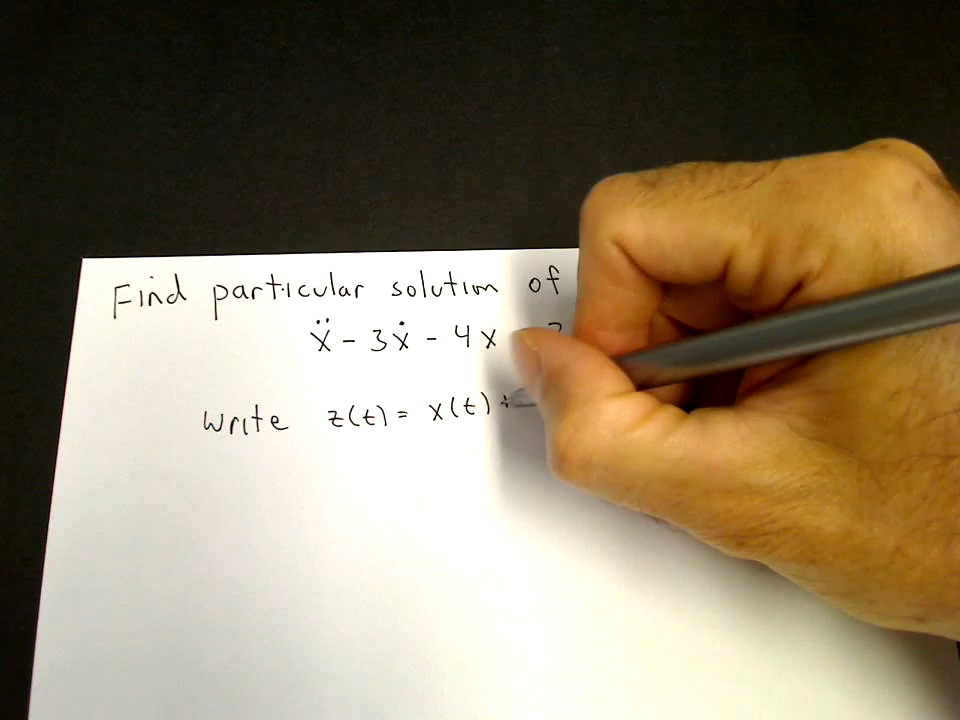 Find particular solution of
ẍ - 3ẋ - 4x
write z(t) = x(t) +